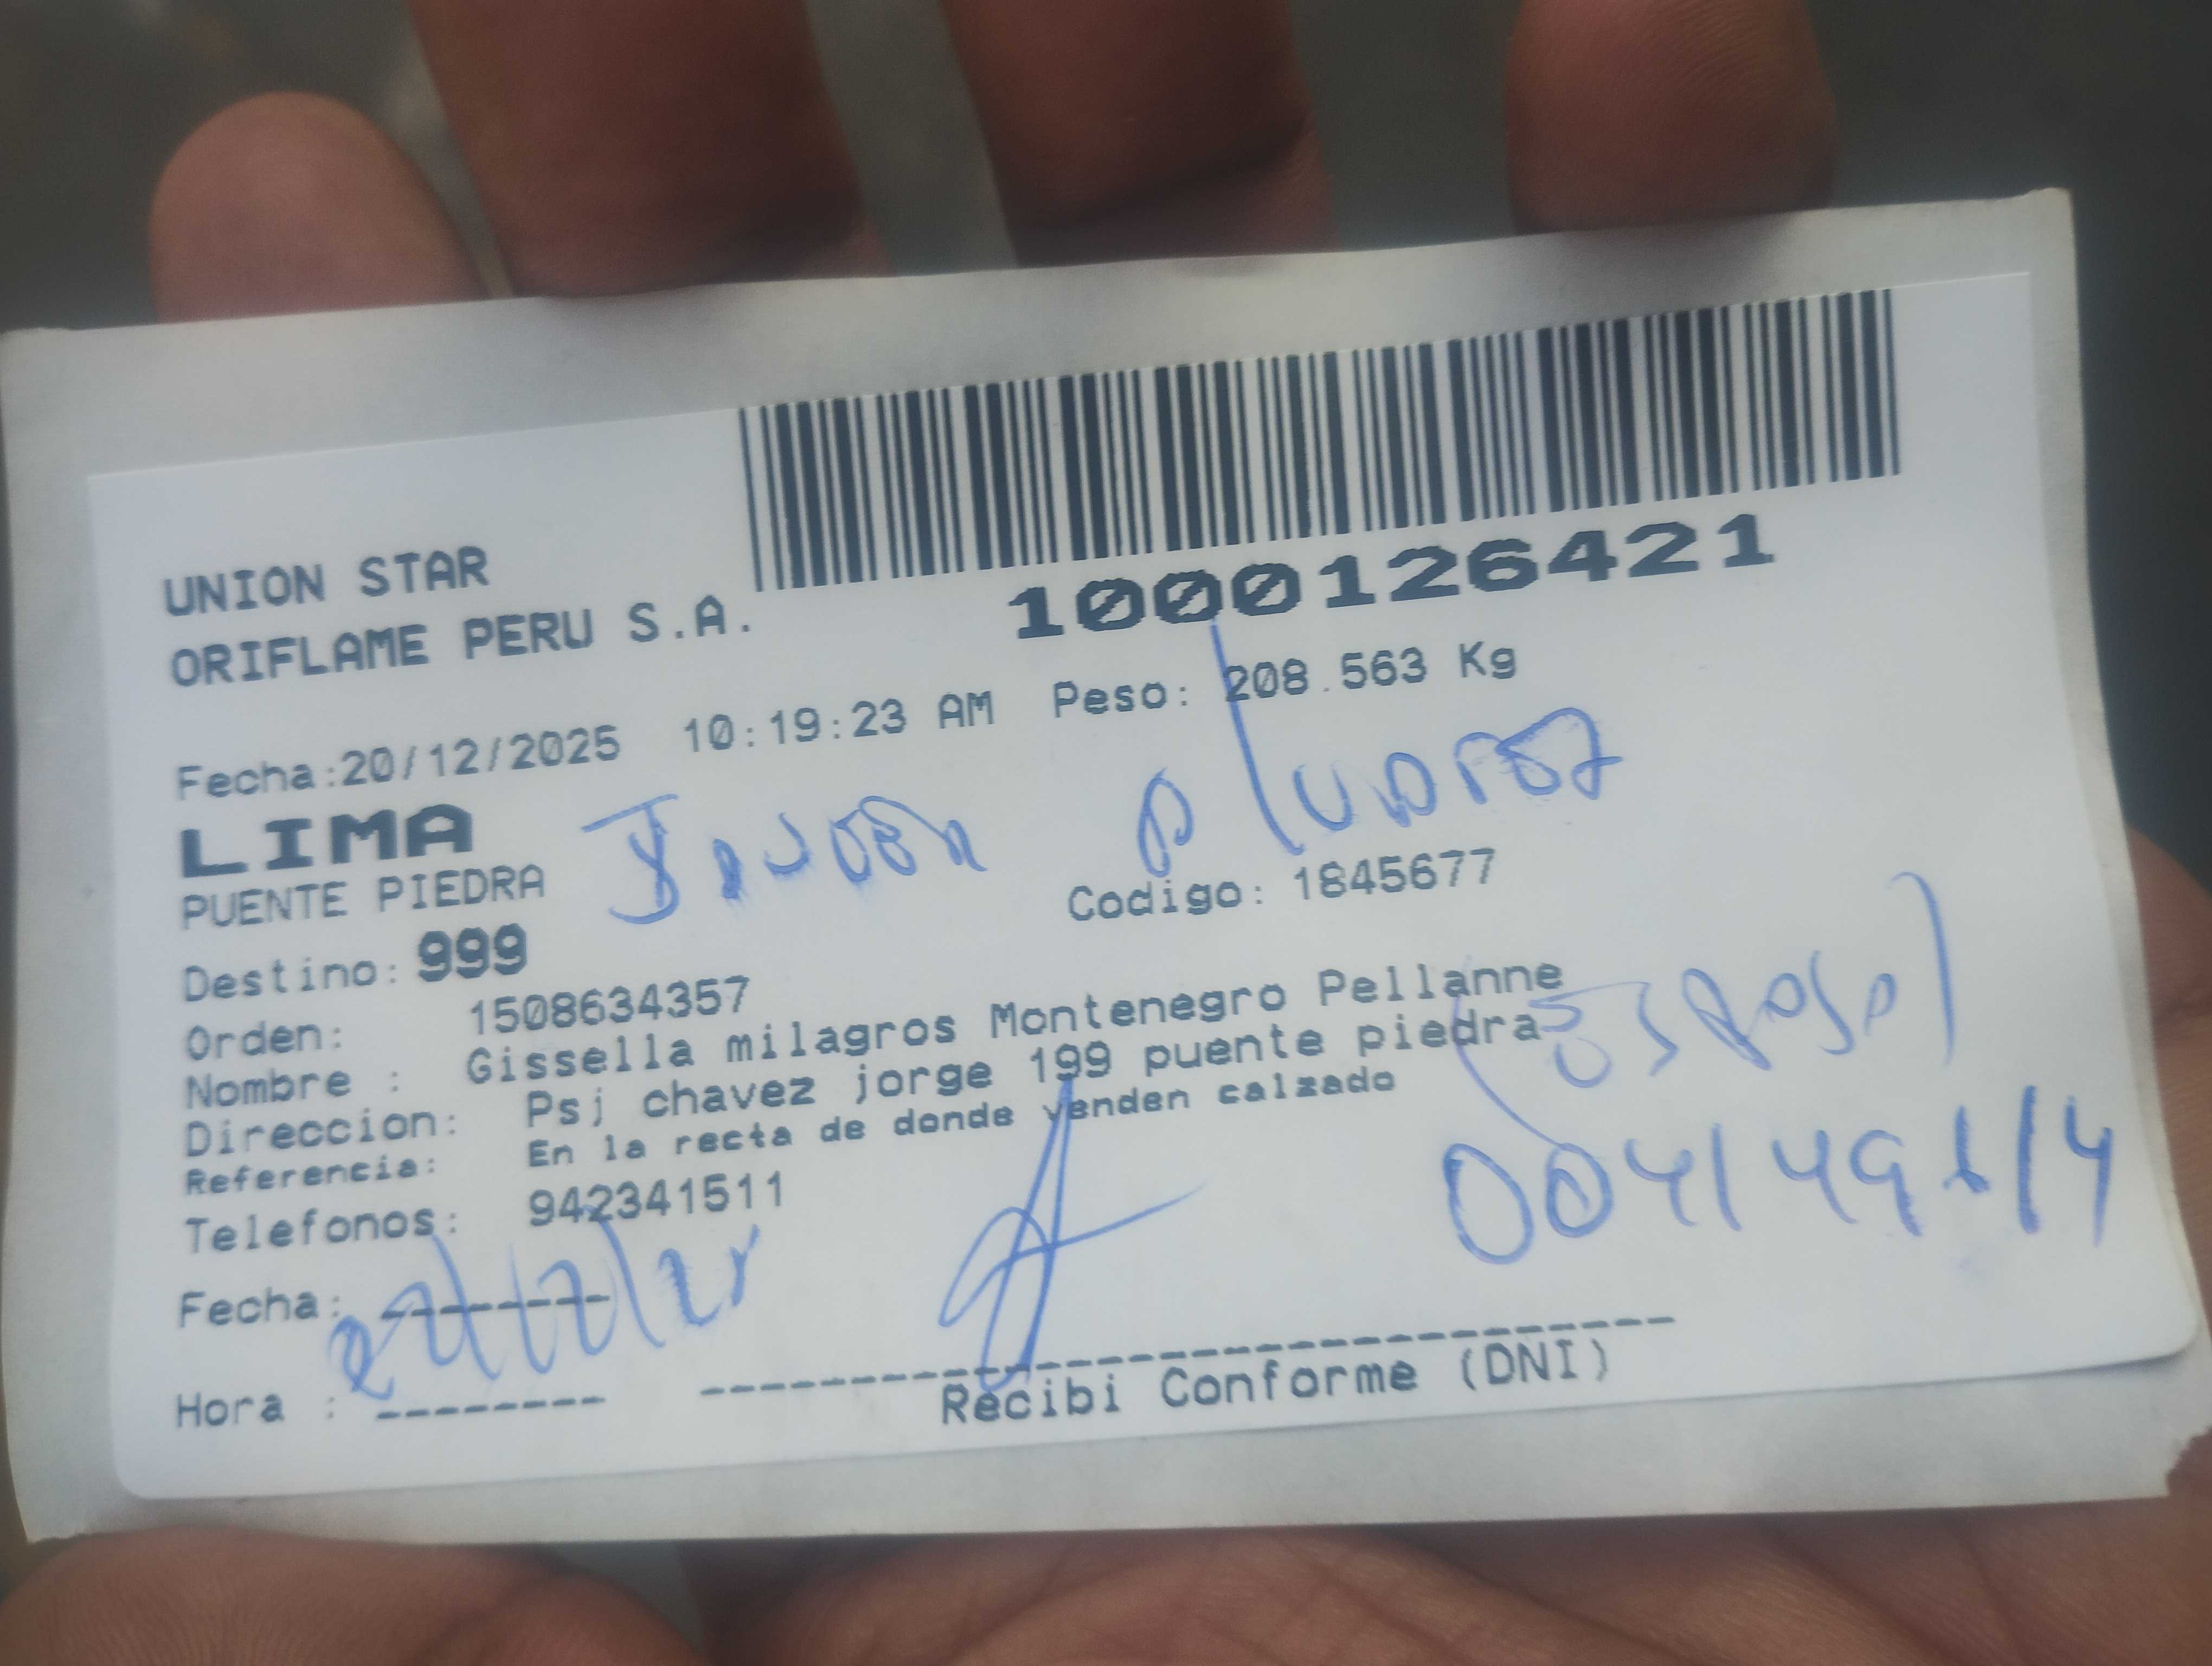 UNION STAR
ORIFLAME PERU S.A.
1000126421
Fecha:20/12/2025 10:19:23 AM Peso: 208.563 Kg
LIMA
PUENTE PIEDRA
Alvarez
Destino: 999
Codigo: 1845677
Orden: 1508634357
Nombre : Gissella milagros Montenegro Pellanne
Direccion: Psj chavez jorge 199 puente piedra
(Esposo)
Referencia: En la recta de donde venden calzado
Telefonos: 942341511
Fecha: --------
Hora : --------
Recibi Conforme (DNI)